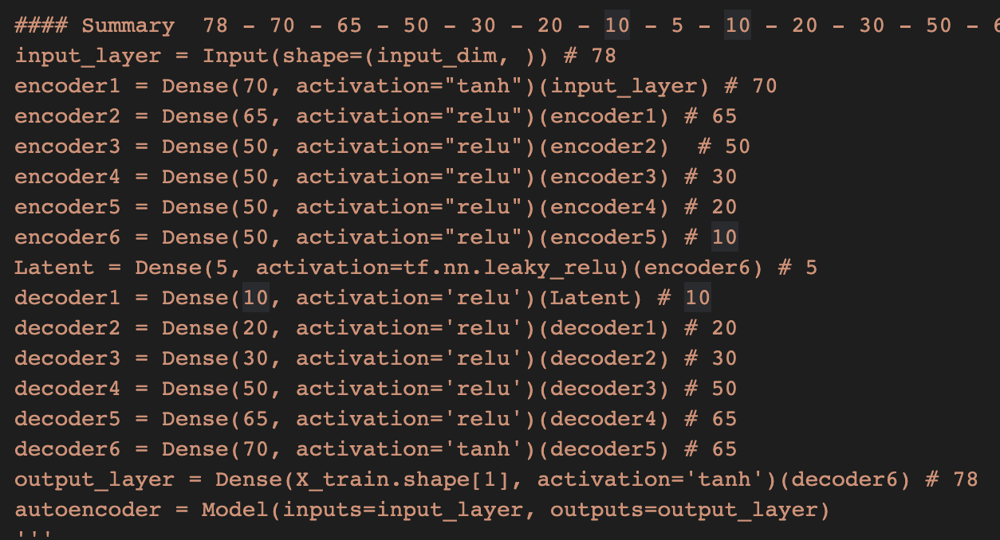 #### Summary  78 - 70 - 65 - 50 - 30 - 20 - 10 - 5 - 10 - 20 - 30 - 50 -
input_layer = Input(shape=(input_dim, )) # 78
encoder1 = Dense(70, activation="tanh")(input_layer) # 70
encoder2 = Dense(65, activation="relu")(encoder1) # 65
encoder3 = Dense(50, activation="relu")(encoder2)  # 50
encoder4 = Dense(50, activation="relu")(encoder3) # 30
encoder5 = Dense(50, activation="relu")(encoder4) # 20
encoder6 = Dense(50, activation="relu")(encoder5) # 10
Latent = Dense(5, activation=tf.nn.leaky_relu)(encoder6) # 5
decoder1 = Dense(10, activation='relu')(Latent) # 10
decoder2 = Dense(20, activation='relu')(decoder1) # 20
decoder3 = Dense(30, activation='relu')(decoder2) # 30
decoder4 = Dense(50, activation='relu')(decoder3) # 50
decoder5 = Dense(65, activation='relu')(decoder4) # 65
decoder6 = Dense(70, activation='tanh')(decoder5) # 65
output_layer = Dense(X_train.shape[1], activation='tanh')(decoder6) # 78
autoencoder = Model(inputs=input_layer, outputs=output_layer)
'''